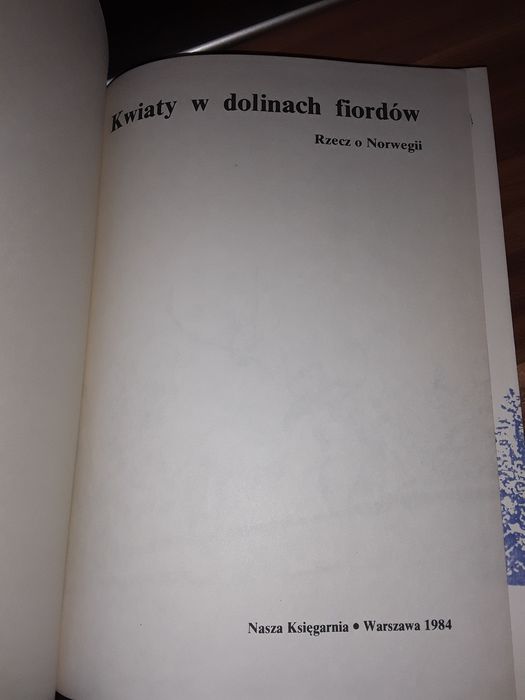 Kwiaty w dolinach fiordów
Rzecz o Norwegii
Nasza Księgarnia • Warszawa 1984